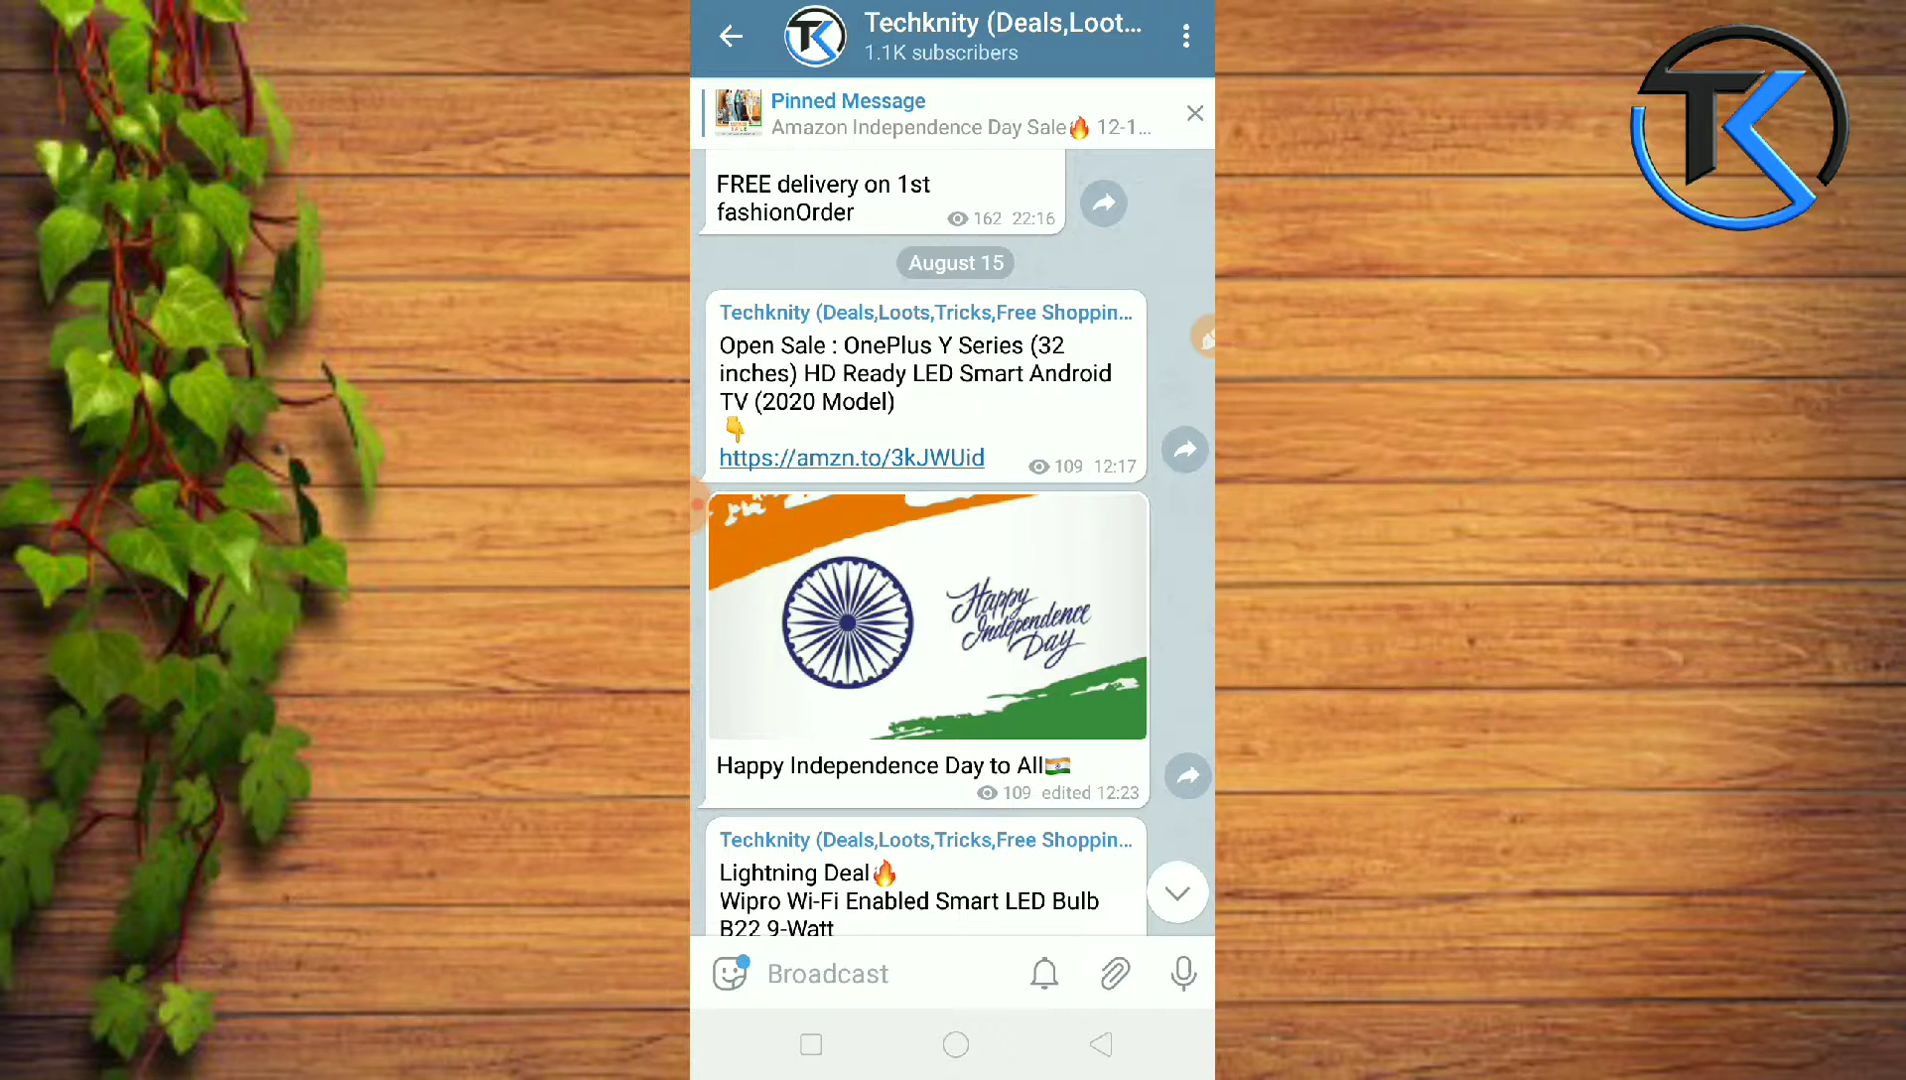 Techknity (Deals,Loot...
1.1K subscribers
TK
Pinned Message
Amazon Independence Day Sale🔥 12-1...
FREE delivery on 1st
fashionOrder
162 22:16
August 15
Techknity (Deals,Loots,Tricks,Free Shoppin...
Open Sale : OnePlus Y Series (32
inches) HD Ready LED Smart Android
TV (2020 Model)
👇
https://amzn.to/3kJWUid
109 12:17
Happy
Independence
Day
Happy Independence Day to All🇮🇳
109 edited 12:23
Techknity (Deals,Loots,Tricks,Free Shoppin...
Lightning Deal🔥
Wipro Wi-Fi Enabled Smart LED Bulb
B22 9-Watt
Broadcast